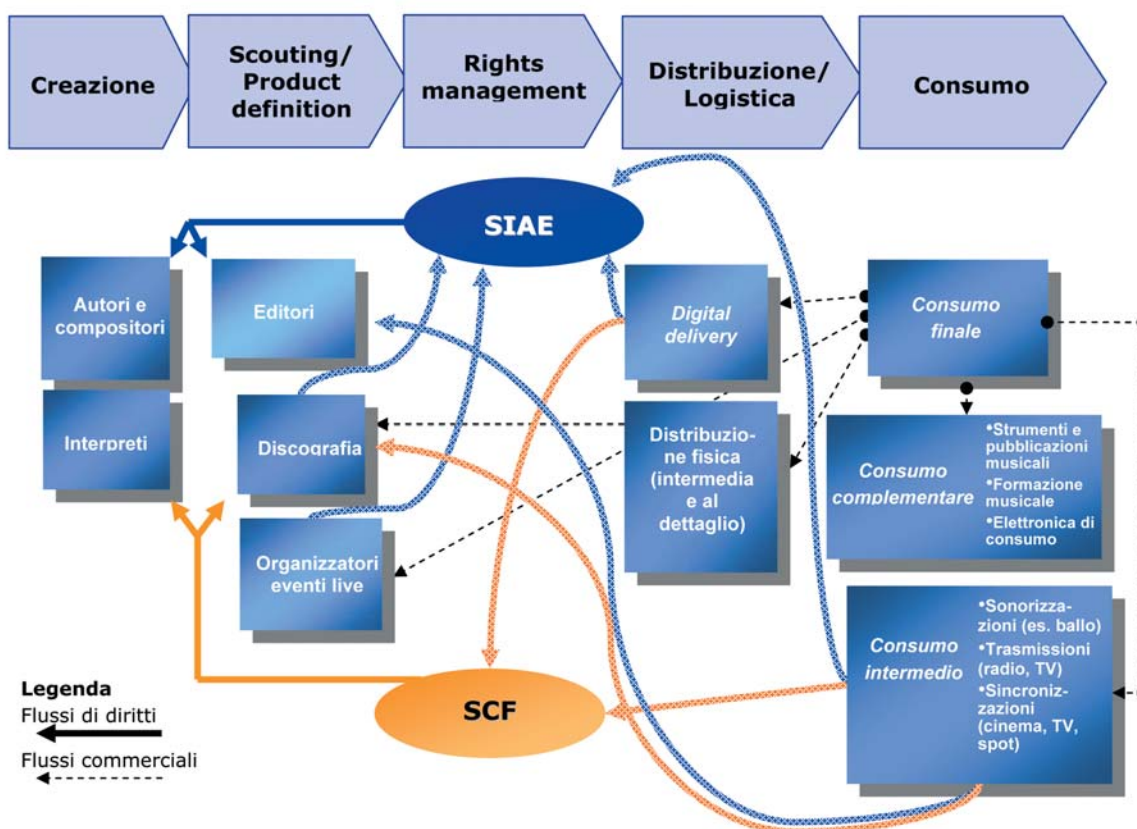 Creazione
Scouting/
Product
definition
Rights
management
Distribuzione/
Logistica
Consumo
SIAE
Autori e
compositori
Editori
Digital
delivery
Consumo
finale
Interpreti
Discografia
Distribuzio-
ne fisica
(intermedia
e al
dettaglio)
Consumo
complementare
•Strumenti e
pubblicazioni
musicali
•Formazione
musicale
•Elettronica di
consumo
Organizzatori
eventi live
Consumo
intermedio
•Sonorizza-
zioni (es. ballo)
•Trasmissioni
(radio, TV)
•Sincroniz-
zazioni
(cinema, TV,
spot)
SCF
Legenda
Flussi di diritti
Flussi commerciali